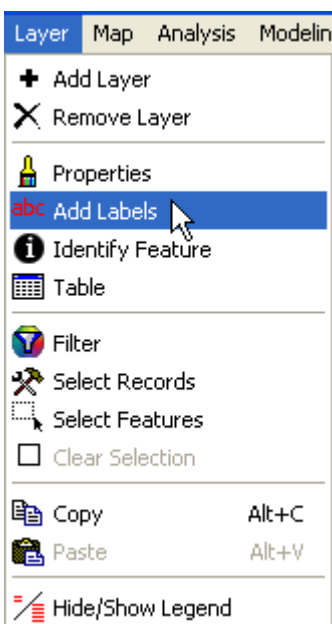 Layer Map Analysis Modelin
Add Layer
Remove Layer
Properties
abc Add Labels
Identify Feature
Table
Filter
Select Records
Select Features
Clear Selection
Copy Alt+C
Paste Alt+V
Hide/Show Legend